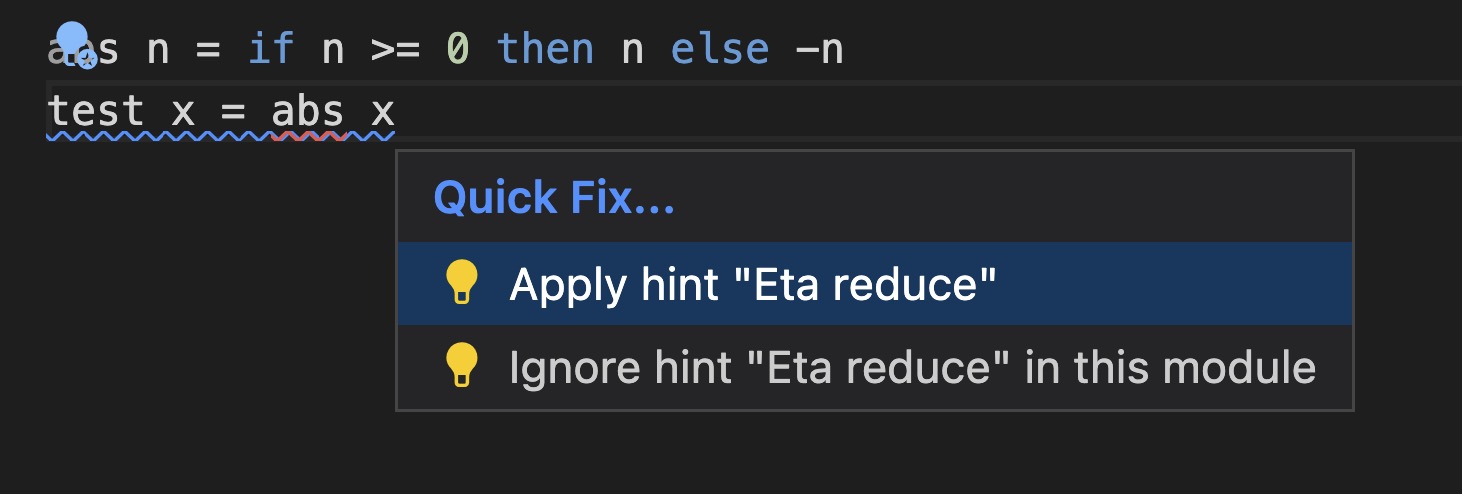 abs n = if n >= 0 then n else -n
test x = abs x
Quick Fix...
Apply hint "Eta reduce"
Ignore hint "Eta reduce" in this module